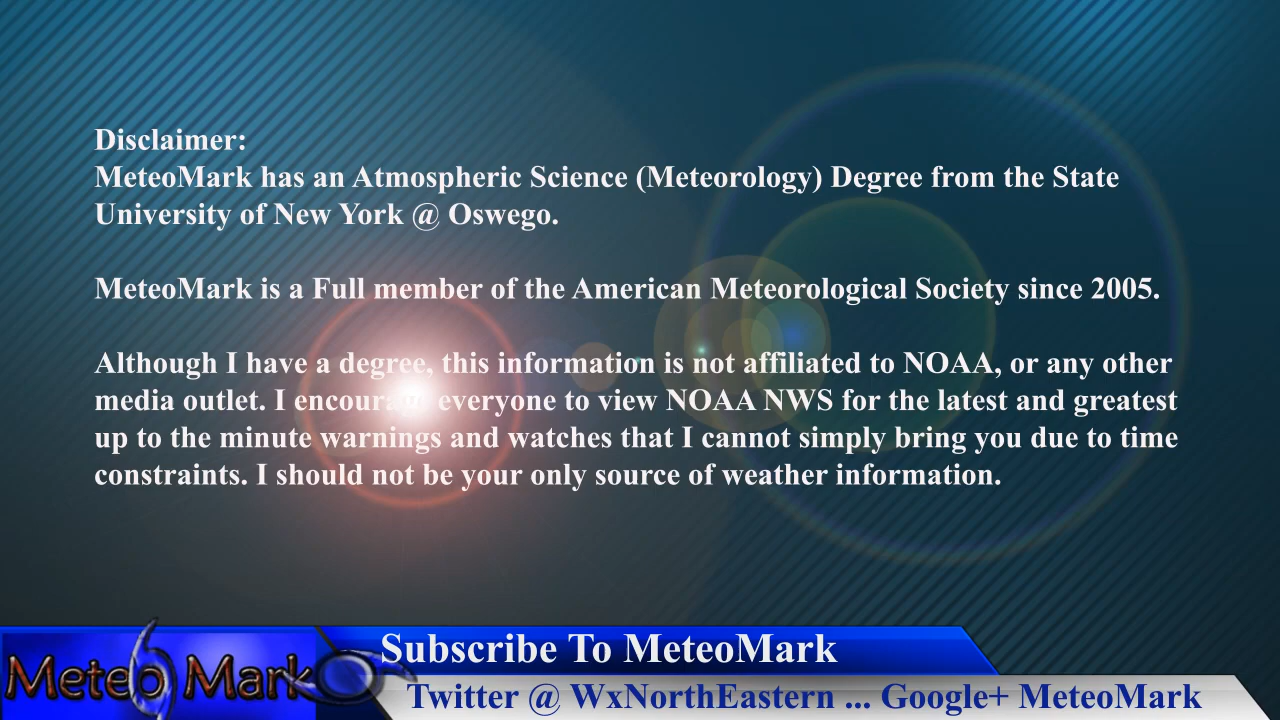 Disclaimer:
MeteoMark has an Atmospheric Science (Meteorology) Degree from the State
University of New York @ Oswego.
MeteoMark is a Full member of the American Meteorological Society since 2005.
Although I have a degree, this information is not affiliated to NOAA, or any other
media outlet. I encourage everyone to view NOAA NWS for the latest and greatest
up to the minute warnings and watches that I cannot simply bring you due to time
constraints. I should not be your only source of weather information.
Subscribe To MeteoMark
Meteo Mark
Twitter @ WxNorthEastern ... Google+ MeteoMark